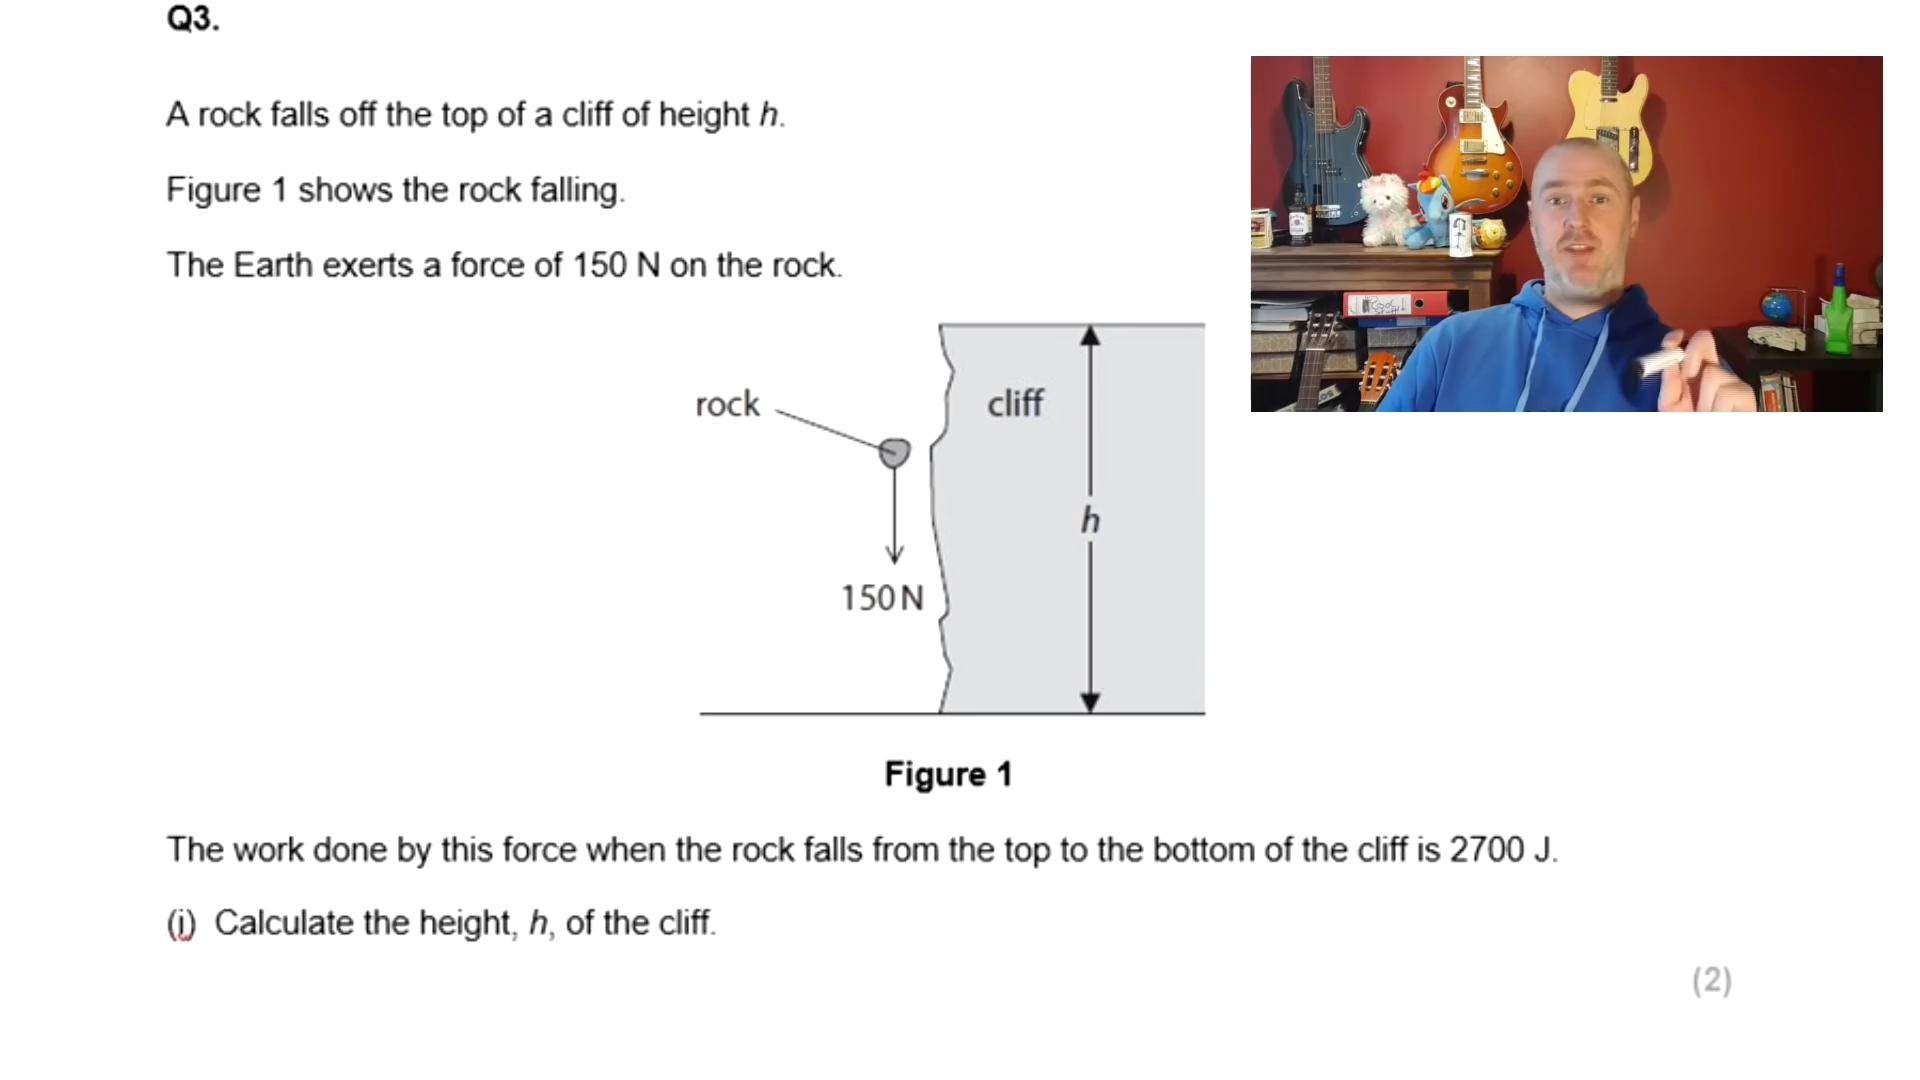 Q3.
A rock falls off the top of a cliff of height h.
Figure 1 shows the rock falling.
The Earth exerts a force of 150 N on the rock.
rock
cliff
h
150 N
Figure 1
The work done by this force when the rock falls from the top to the bottom of the cliff is 2700 J.
(i) Calculate the height, h, of the cliff.
(2)